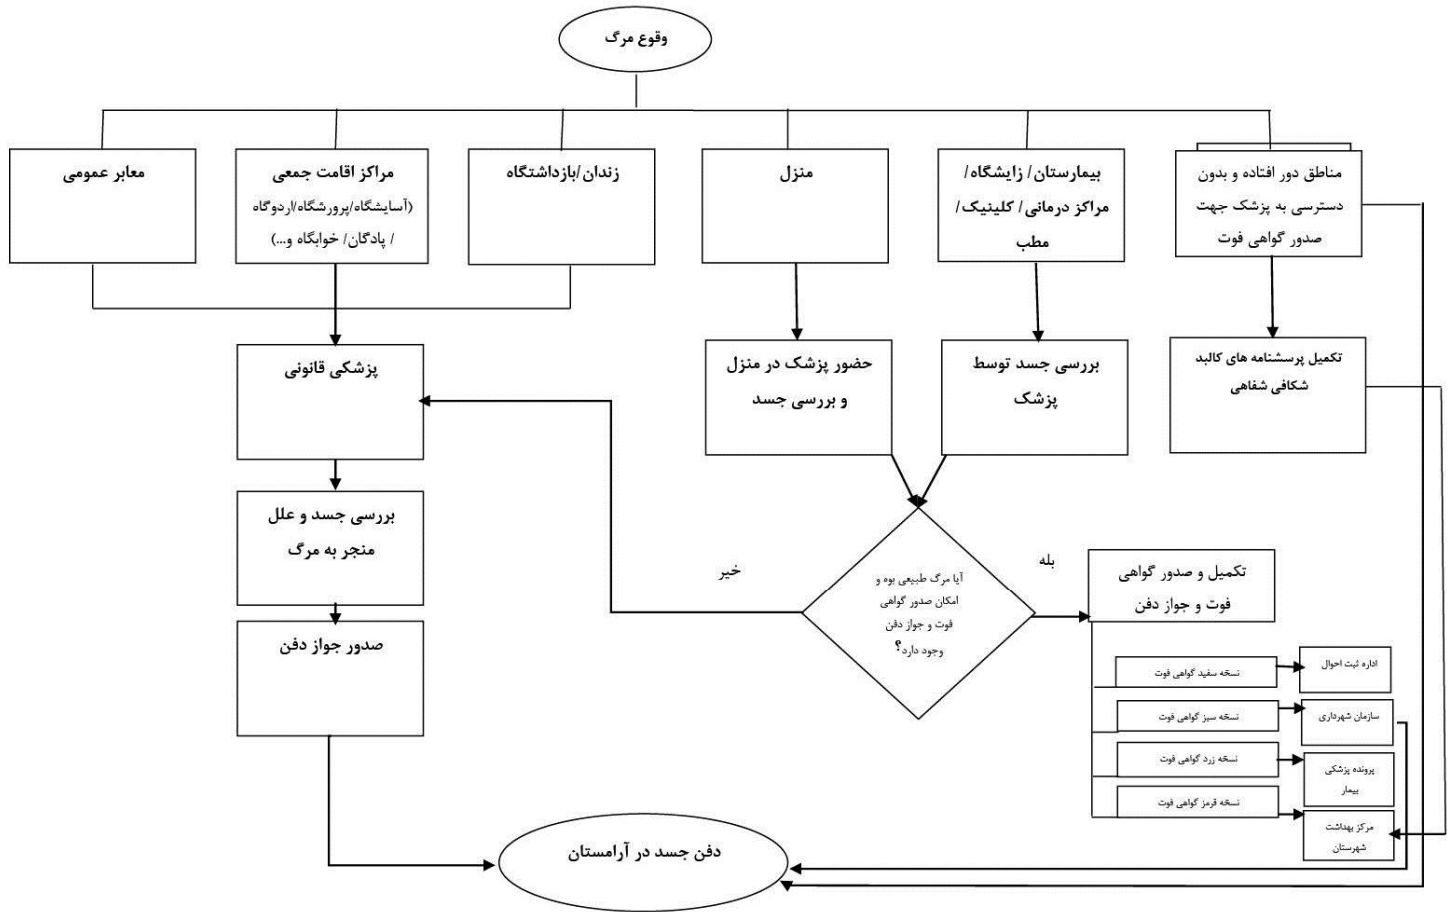 وقوع مرگ
مناطق دور افتاده و بدون
دسترسی به پزشک جهت
صدور گواهی فوت
بیمارستان/ زایشگاه/
مراکز درمانی/ کلینیک/
مطب
منزل
زندان/بازداشتگاه
مراکز اقامت جمعی
(آسایشگاه/پرورشگاه/اردوگاه
/ پادگان/ خوابگاه و...)
معابر عمومی
تکمیل پرسشنامه های کالبد
شکافی شفاهی
بررسی جسد توسط
پزشک
حضور پزشک در منزل
و بررسی جسد
پزشکی قانونی
بررسی جسد و علل
منجر به مرگ
صدور جواز دفن
آیا مرگ طبیعی بوه و
امکان صدور گواهی
فوت و جواز دفن
وجود دارد؟
بله
خیر
تکمیل و صدور گواهی
فوت و جواز دفن
نسخه سفید گواهی فوت
اداره ثبت احوال
نسخه سبز گواهی فوت
سازمان شهرداری
نسخه زرد گواهی فوت
پرونده پزشکی
بیمار
نسخه قرمز گواهی فوت
مرکز بهداشت
شهرستان
دفن جسد در آرامستان